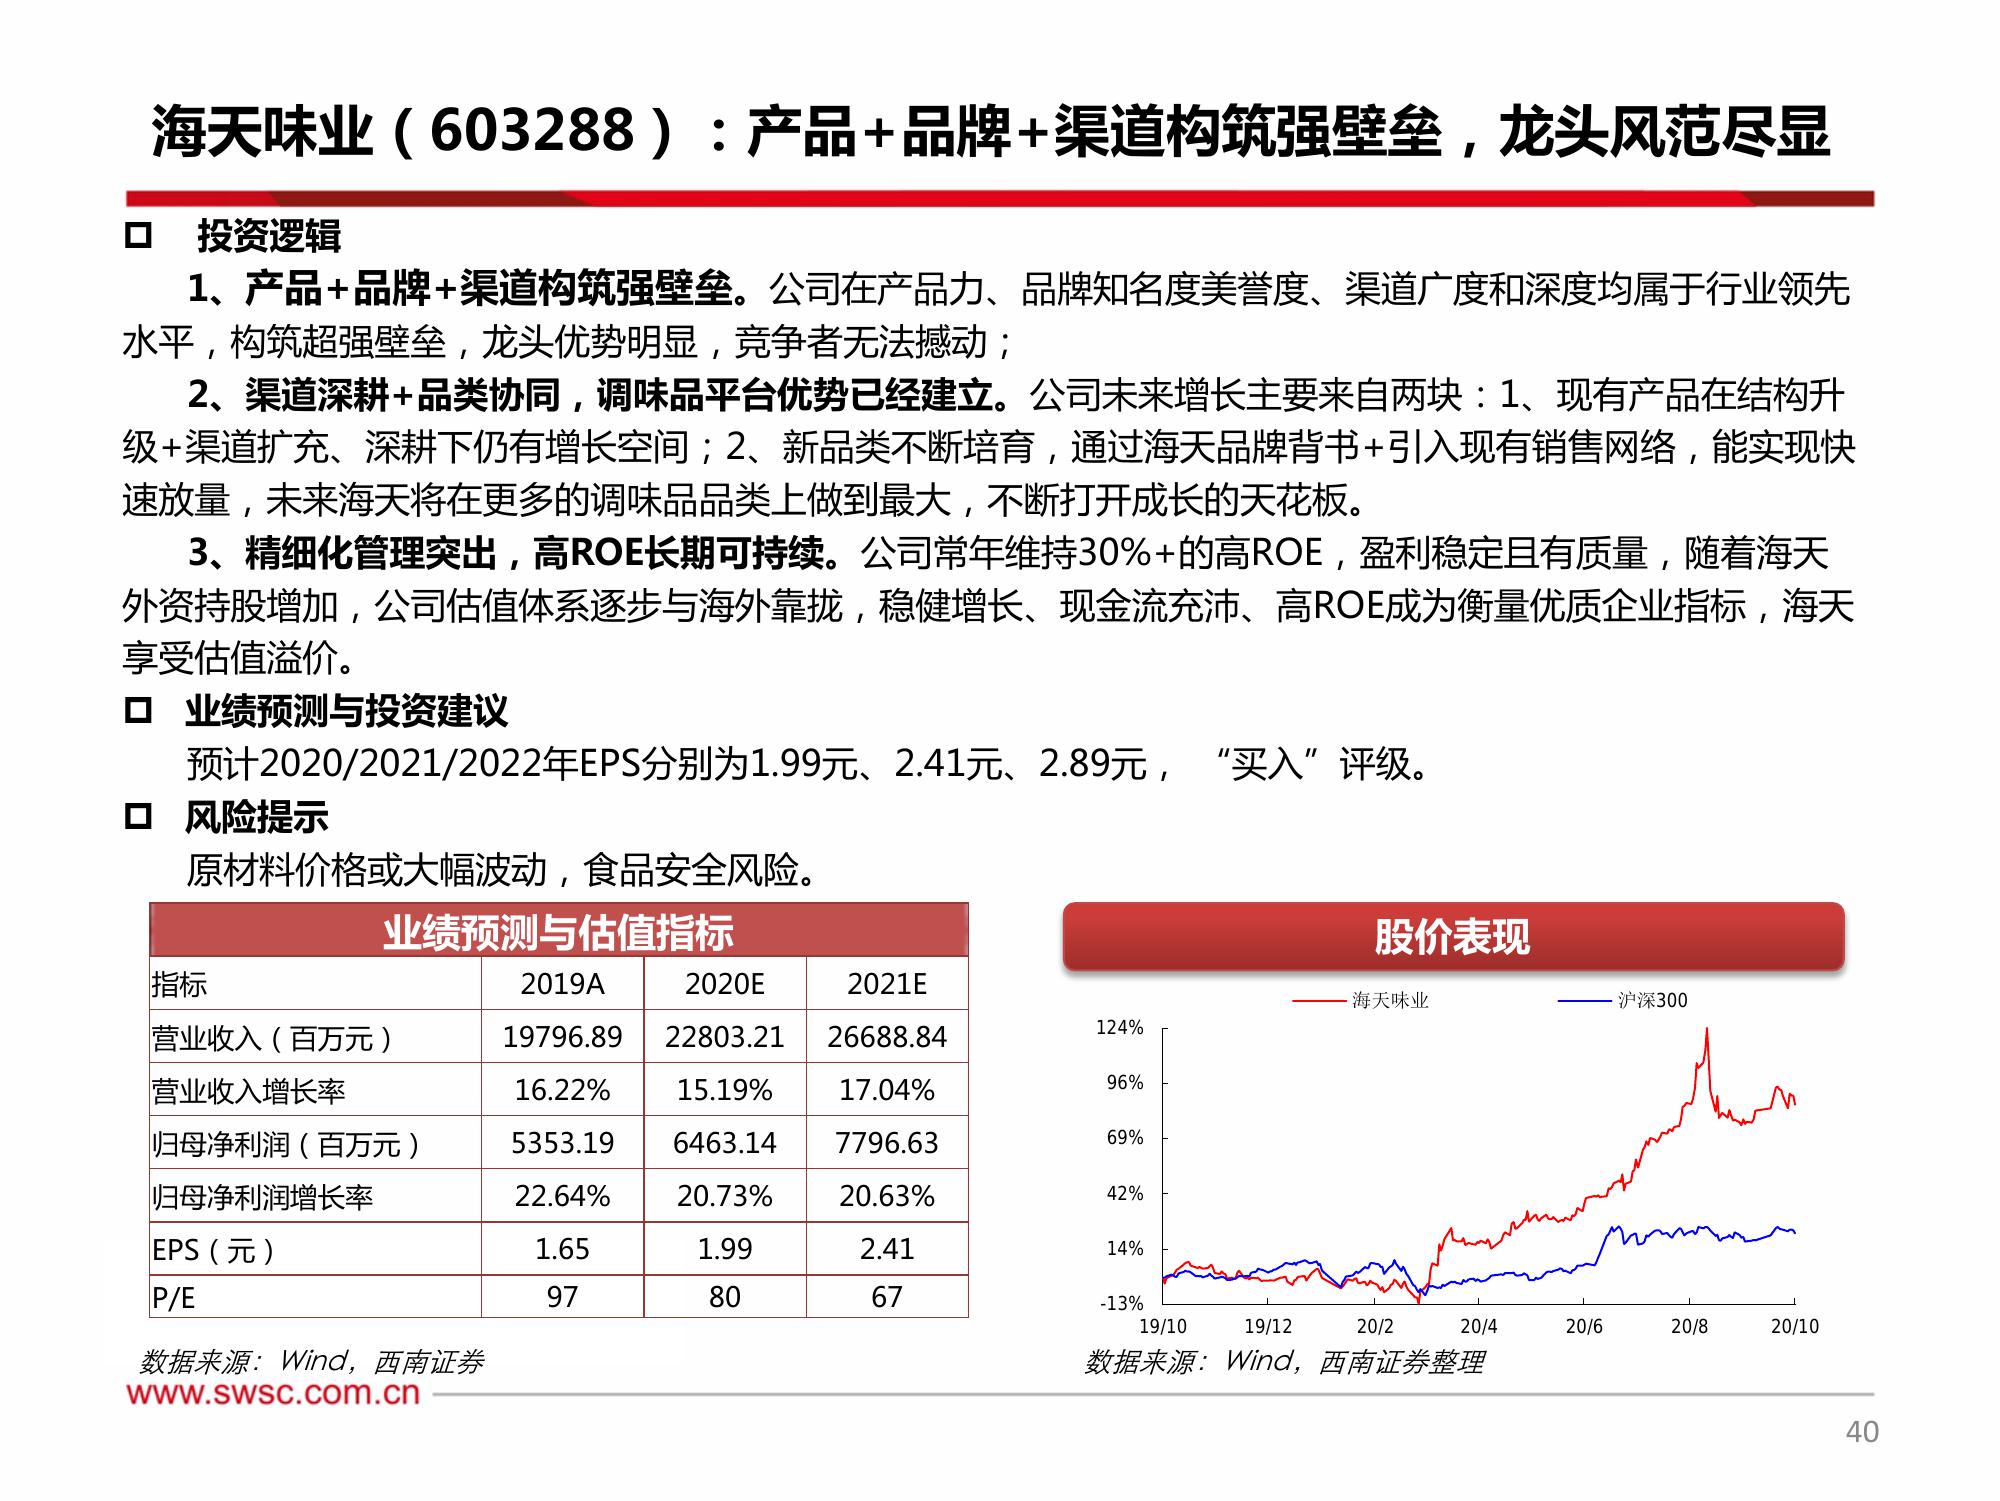 海天味业（603288）：产品+品牌+渠道构筑强壁垒，龙头风范尽显
投资逻辑
1、产品+品牌+渠道构筑强壁垒。公司在产品力、品牌知名度美誉度、渠道广度和深度均属于行业领先
水平，构筑超强壁垒，龙头优势明显，竞争者无法撼动；
2、渠道深耕+品类协同，调味品平台优势已经建立。公司未来增长主要来自两块：1、现有产品在结构升
级+渠道扩充、深耕下仍有增长空间；2、新品类不断培育，通过海天品牌背书+引入现有销售网络，能实现快
速放量，未来海天将在更多的调味品品类上做到最大，不断打开成长的天花板。
3、精细化管理突出，高ROE长期可持续。公司常年维持30%+的高ROE，盈利稳定且有质量，随着海天
外资持股增加，公司估值体系逐步与海外靠拢，稳健增长、现金流充沛、高ROE成为衡量优质企业指标，海天
享受估值溢价。
业绩预测与投资建议
预计2020/2021/2022年EPS分别为1.99元、2.41元、2.89元， “买入”评级。
风险提示
原材料价格或大幅波动，食品安全风险。
业绩预测与估值指标
指标 2019A 2020E 2021E
营业收入（百万元） 19796.89 22803.21 26688.84
营业收入增长率 16.22% 15.19% 17.04%
归母净利润（百万元） 5353.19 6463.14 7796.63
归母净利润增长率 22.64% 20.73% 20.63%
EPS（元） 1.65 1.99 2.41
P/E 97 80 67
数据来源：Wind，西南证券
股价表现
海天味业 沪深300
124%
96%
69%
42%
14%
-13%
19/10 19/12 20/2 20/4 20/6 20/8 20/10
数据来源：Wind，西南证券整理
www.swsc.com.cn
40